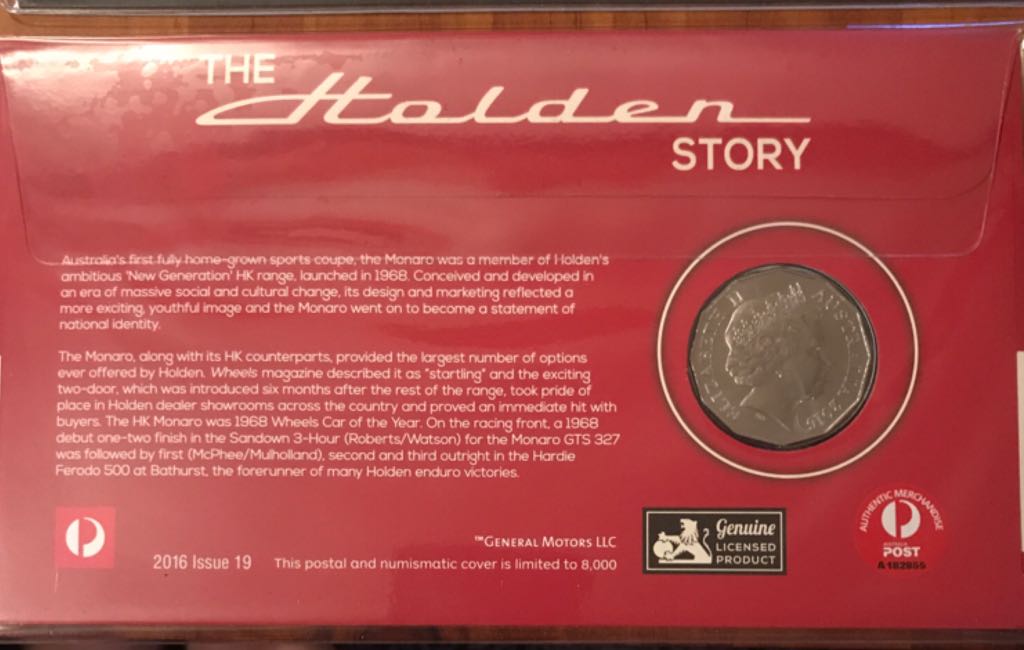 THE
Holden
STORY
Australia's first fully home-grown sports coupe, the Monaro was a member of Holden's
ambitious 'New Generation' HK range, launched in 1968. Conceived and developed in
an era of massive social and cultural change, its design and marketing reflected a
more exciting, youthful image and the Monaro went on to become a statement of
national identity.
The Monaro, along with its HK counterparts, provided the largest number of options
ever offered by Holden. Wheels magazine described it as "startling" and the exciting
two-door, which was introduced six months after the rest of the range, took pride of
place in Holden dealer showrooms across the country and proved an immediate hit with
buyers. The HK Monaro was 1968 Wheels Car of the Year. On the racing front, a 1968
debut one-two finish in the Sandown 3-Hour (Roberts/Watson) for the Monaro GTS 327
was followed by first (McPhee/Mulholland), second and third outright in the Hardie
Ferodo 500 at Bathurst, the forerunner of many Holden enduro victories.
ELIZABETH II AUSTRALIA 2016
™GENERAL MOTORS LLC
2016 Issue 19
This postal and numismatic cover is limited to 8,000
Genuine
LICENSED
PRODUCT
AUTHENTIC MERCHANDISE
AUSTRALIA
POST
A182855